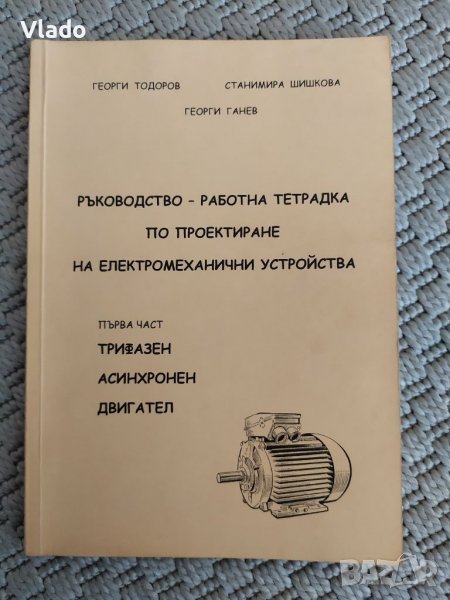 Vlado
ГЕОРГИ ТОДОРОВ СТАНИМИРА ШИШКОВА
ГЕОРГИ ГАНЕВ
РЪКОВОДСТВО - РАБОТНА ТЕТРАДКА
ПО ПРОЕКТИРАНЕ
НА ЕЛЕКТРОМЕХАНИЧНИ УСТРОЙСТВА
ПЪРВА ЧАСТ
ТРИФАЗЕН
АСИНХРОНЕН
ДВИГАТЕЛ
BAZAR